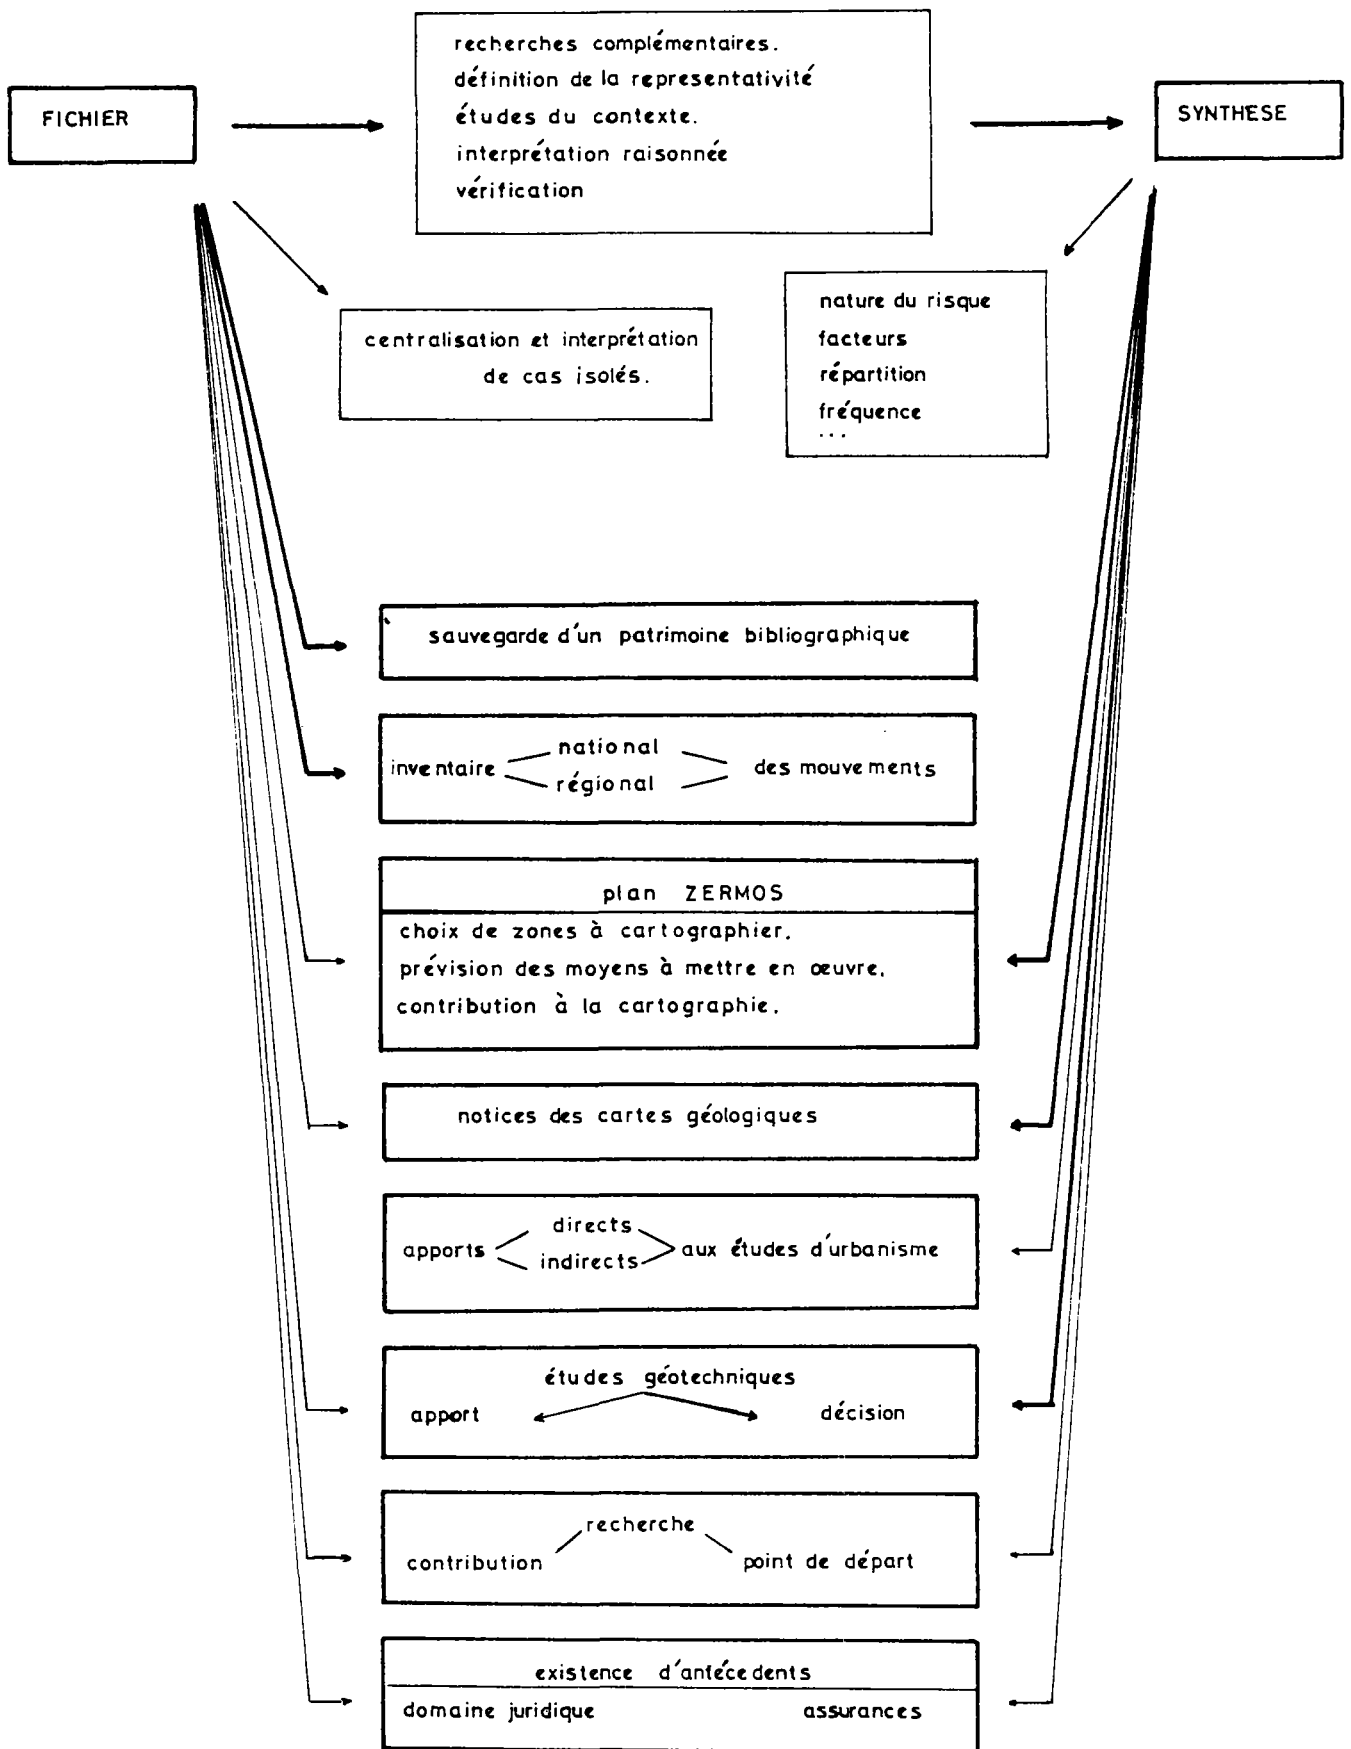 FICHIER
recherches complémentaires.
définition de la representativité
études du contexte.
interprétation raisonnée
vérification
SYNTHESE
centralisation et interprétation
de cas isolés.
nature du risque
facteurs
répartition
fréquence
...
sauvegarde d'un patrimoine bibliographique
inventaire national régional des mouvements
plan ZERMOS
choix de zones à cartographier.
prévision des moyens à mettre en œuvre.
contribution à la cartographie.
notices des cartes géologiques
apports directs indirects aux études d'urbanisme
études géotechniques
apport décision
recherche
contribution point de départ
existence d'antécedents
domaine juridique assurances